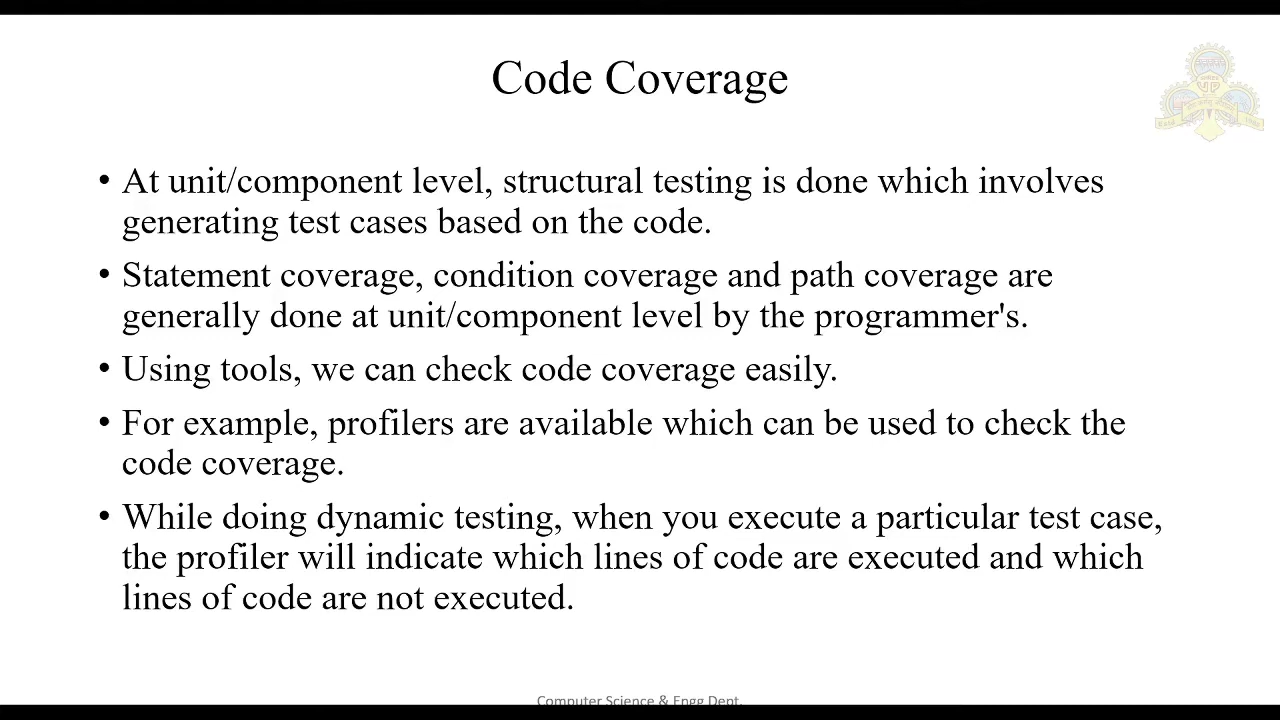 Code Coverage
• At unit/component level, structural testing is done which involves
generating test cases based on the code.
• Statement coverage, condition coverage and path coverage are
generally done at unit/component level by the programmer's.
• Using tools, we can check code coverage easily.
• For example, profilers are available which can be used to check the
code coverage.
• While doing dynamic testing, when you execute a particular test case,
the profiler will indicate which lines of code are executed and which
lines of code are not executed.
Computer Science & Engg Dept.